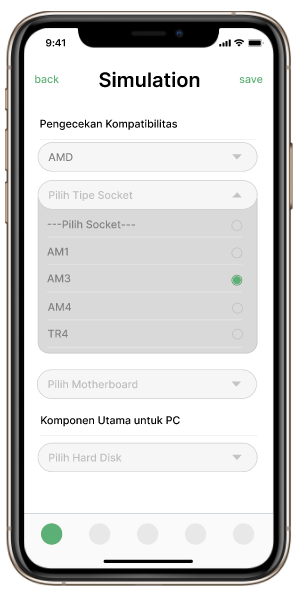 9:41
back
Simulation
save
Pengecekan Kompatibilitas
AMD
Pilih Tipe Socket
---Pilih Socket---
AM1
AM3
AM4
TR4
Pilih Motherboard
Komponen Utama untuk PC
Pilih Hard Disk